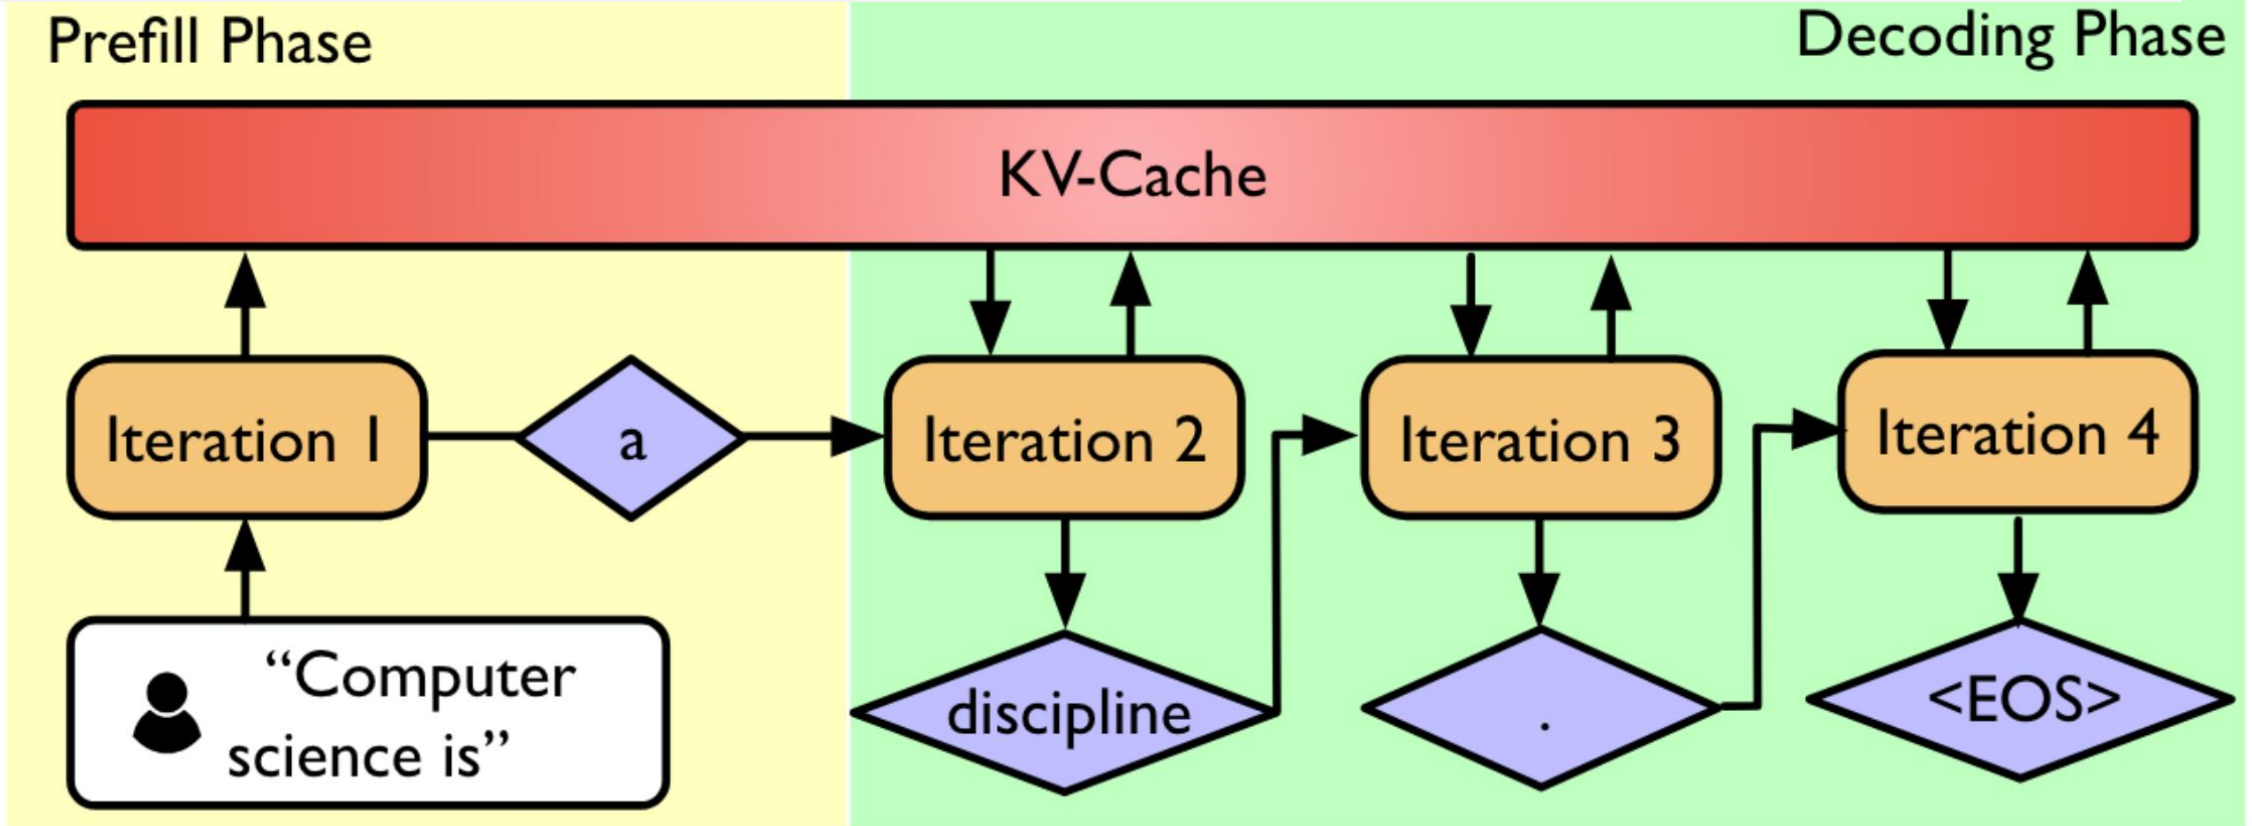 Prefill Phase
Decoding Phase
KV-Cache
Iteration 1
a
Iteration 2
Iteration 3
Iteration 4
“Computer
science is”
discipline
.
<EOS>